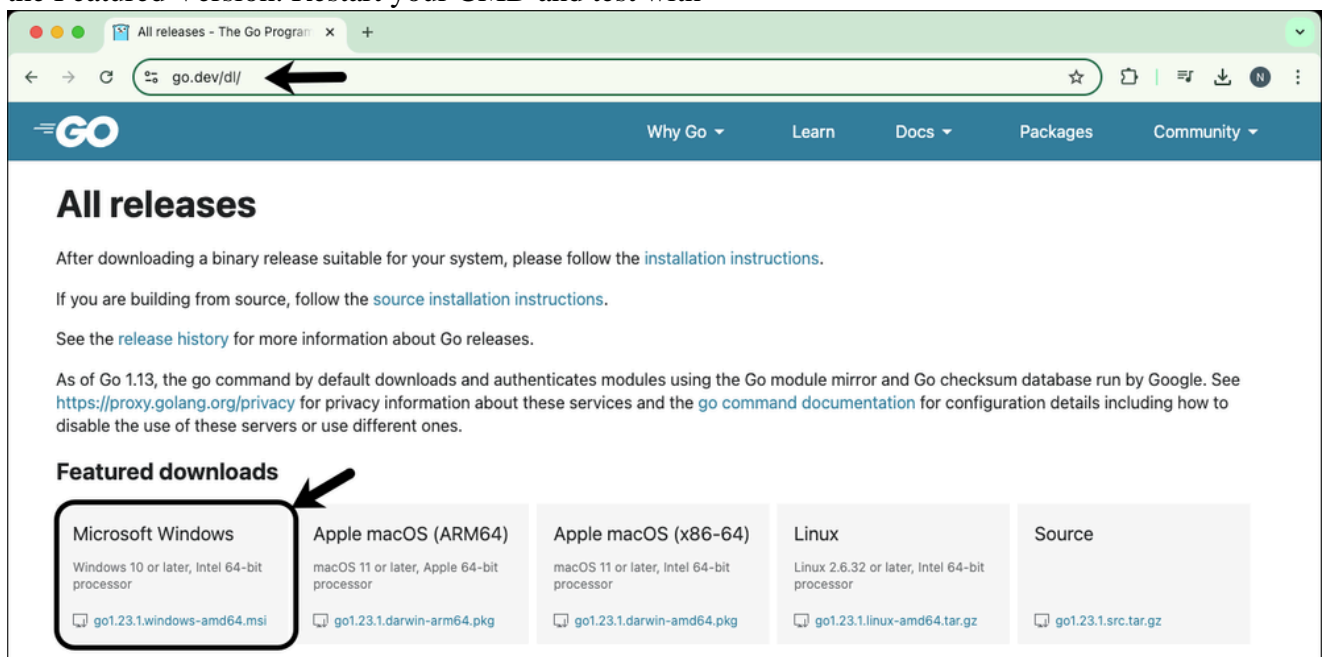 the Featured Version. Restart your CMD and test with
All releases - The Go Program
go.dev/dl/
N
GO
Why Go
Learn
Docs
Packages
Community
All releases
After downloading a binary release suitable for your system, please follow the installation instructions.
If you are building from source, follow the source installation instructions.
See the release history for more information about Go releases.
As of Go 1.13, the go command by default downloads and authenticates modules using the Go module mirror and Go checksum database run by Google. See
https://proxy.golang.org/privacy for privacy information about these services and the go command documentation for configuration details including how to
disable the use of these servers or use different ones.
Featured downloads
Microsoft Windows
Windows 10 or later, Intel 64-bit
processor
go1.23.1.windows-amd64.msi
Apple macOS (ARM64)
macOS 11 or later, Apple 64-bit
processor
go1.23.1.darwin-arm64.pkg
Apple macOS (x86-64)
macOS 11 or later, Intel 64-bit
processor
go1.23.1.darwin-amd64.pkg
Linux
Linux 2.6.32 or later, Intel 64-bit
processor
go1.23.1.linux-amd64.tar.gz
Source
go1.23.1.src.tar.gz